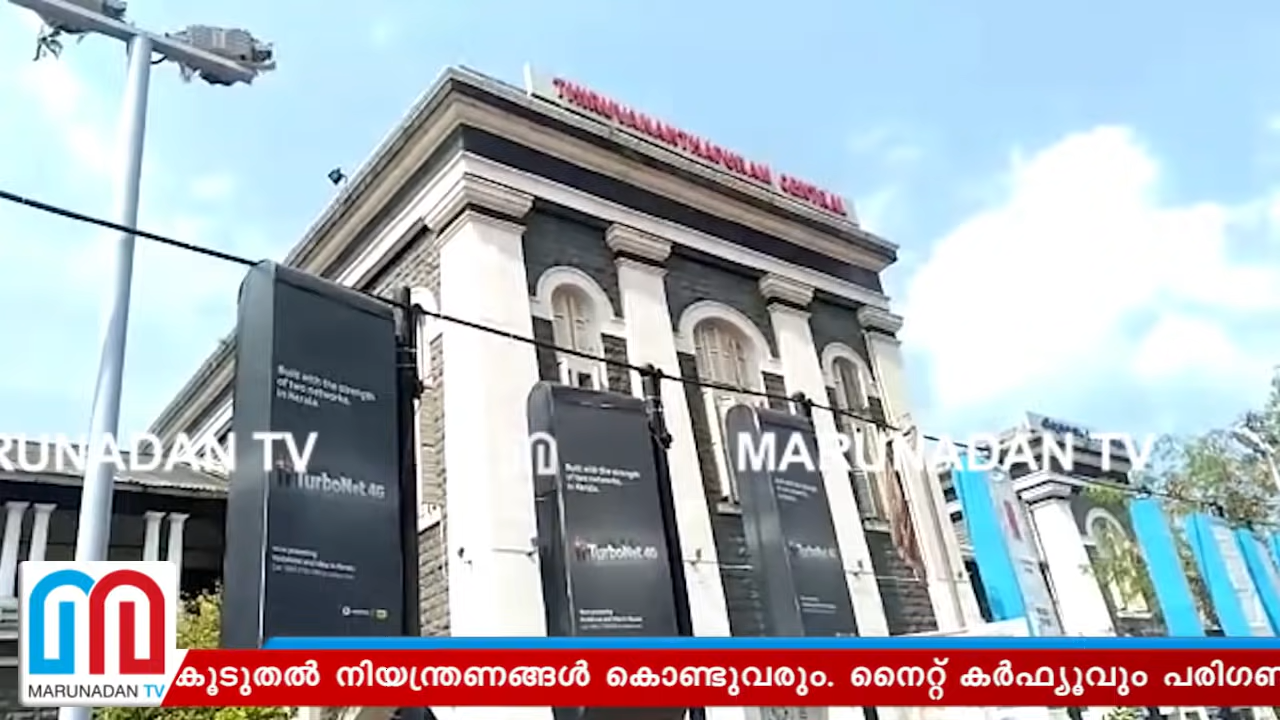 THIRUVANANTHAPURAM CENTRAL
Built with the strength
of two networks.
in Kerala.
TurboNet 4G
Now presenting
Built with the strength
of two networks.
in Kerala.
TurboNet 4G
TurboNet 4G
MARUNADAN TV
MARUNADAN TV
MARUNADAN TV
കൂടുതൽ നിയന്ത്രണങ്ങൾ കൊണ്ടുവരും. നൈറ്റ് കർഫ്യൂവും പരിഗണ